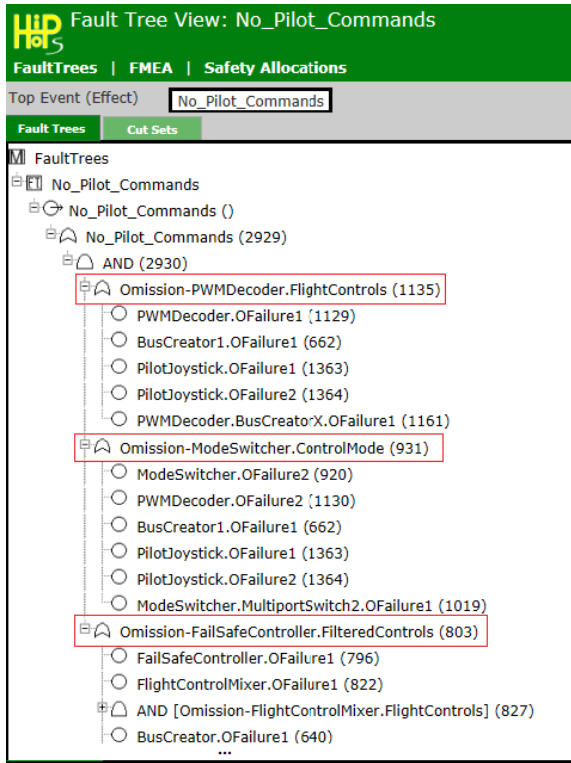 HiP
HOPS
Fault Tree View: No_Pilot_Commands
FaultTrees | FMEA | Safety Allocations
Top Event (Effect) No_Pilot_Commands
Fault Trees Cut Sets
M FaultTrees
FT No_Pilot_Commands
No_Pilot_Commands ()
No_Pilot_Commands (2929)
AND (2930)
Omission-PWMDecoder.FlightControls (1135)
PWMDecoder.OFailure1 (1129)
BusCreator1.OFailure1 (662)
PilotJoystick.OFailure1 (1363)
PilotJoystick.OFailure2 (1364)
PWMDecoder.BusCreatorX.OFailure1 (1161)
Omission-ModeSwitcher.ControlMode (931)
ModeSwitcher.OFailure2 (920)
PWMDecoder.OFailure2 (1130)
BusCreator1.OFailure1 (662)
PilotJoystick.OFailure1 (1363)
PilotJoystick.OFailure2 (1364)
ModeSwitcher.MultiportSwitch2.OFailure1 (1019)
Omission-FailSafeController.FilteredControls (803)
FailSafeController.OFailure1 (796)
FlightControlMixer.OFailure1 (822)
AND [Omission-FlightControlMixer.FlightControls] (827)
BusCreator.OFailure1 (640)
...